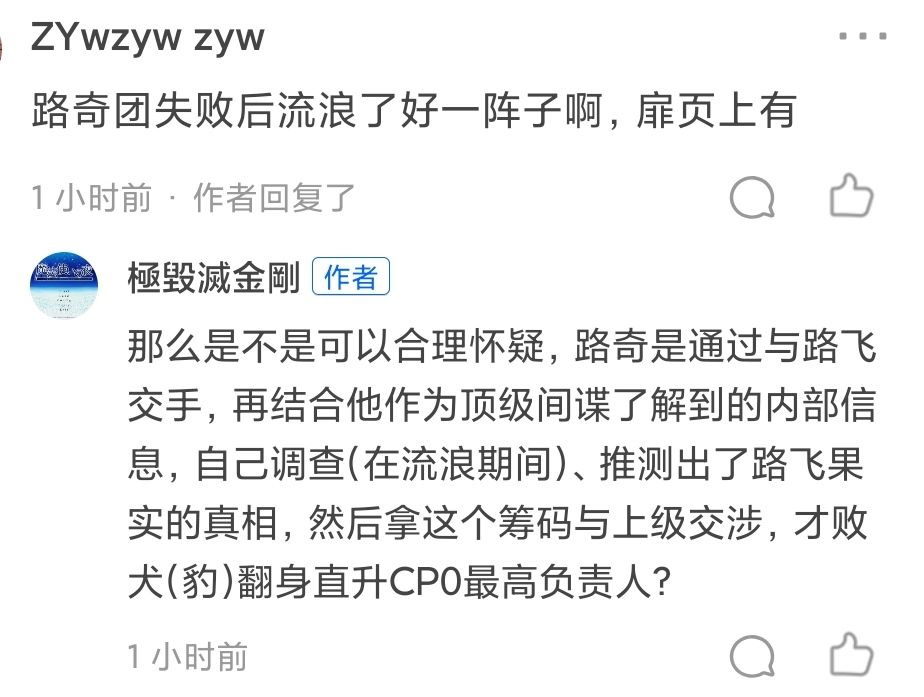 ZYwzyw zyw
路奇团失败后流浪了好一阵子啊，扉页上有
1 小时前 · 作者回复了
極毀滅金剛 作者
那么是不是可以合理怀疑，路奇是通过与路飞
交手，再结合他作为顶级间谍了解到的内部信
息，自己调查(在流浪期间)、推测出了路飞果
实的真相，然后拿这个筹码与上级交涉，才败
犬(豹)翻身直升CP0最高负责人?
1 小时前